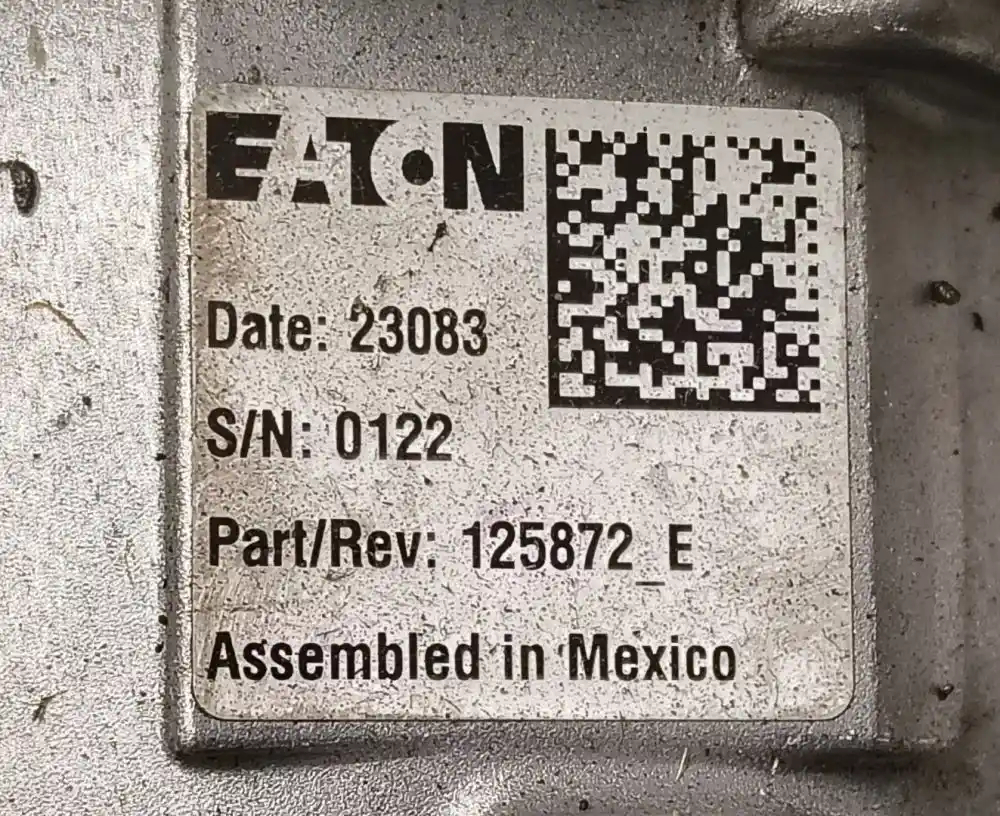 EATON
Date: 23083
S/N: 0122
Part/Rev: 125872_E
Assembled in Mexico